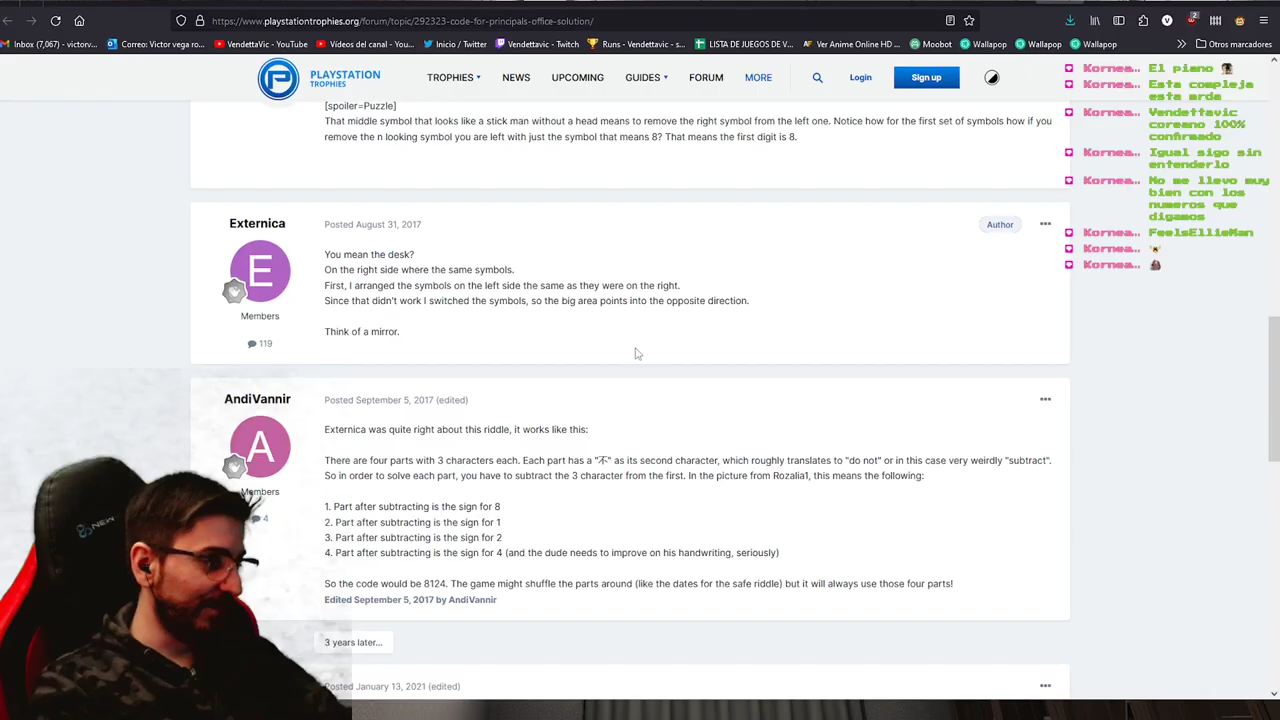 https://www.playstationtrophies.org/forum/topic/292323-code-for-principals-office-solution/
2
Inbox (7,067) - victorv...
Correo: Victor vega ro...
VendettaVic - YouTube
Vídeos del canal - You...
Inicio / Twitter
Vendettavic - Twitch
Runs - Vendettavic - s...
LISTA DE JUEGOS DE V...
Ver Anime Online HD ...
Moobot
Wallapop
Wallapop
Wallapop
Otros marcadores
PLAYSTATION
TROPHIES
TROPHIES
NEWS
UPCOMING
GUIDES
FORUM
MORE
Login
Sign up
[spoiler=Puzzle]
That middle symbol that looks like a stick man without a head means to remove the right symbol from the left one. Notice how for the first set of symbols how if you
remove the n looking symbol you are left with just the symbol that means 8? That means the first digit is 8.
Externica
Posted August 31, 2017
Author
E
Members
119
You mean the desk?
On the right side where the same symbols.
First, I arranged the symbols on the left side the same as they were on the right.
Since that didn't work I switched the symbols, so the big area points into the opposite direction.
Think of a mirror.
AndiVannir
Posted September 5, 2017 (edited)
A
Members
4
Externica was quite right about this riddle, it works like this:
There are four parts with 3 characters each. Each part has a "不" as its second character, which roughly translates to "do not" or in this case very weirdly "subtract".
So in order to solve each part, you have to subtract the 3 character from the first. In the picture from Rozalia1, this means the following:
1. Part after subtracting is the sign for 8
2. Part after subtracting is the sign for 1
3. Part after subtracting is the sign for 2
4. Part after subtracting is the sign for 4 (and the dude needs to improve on his handwriting, seriously)
So the code would be 8124. The game might shuffle the parts around (like the dates for the safe riddle) but it will always use those four parts!
Edited September 5, 2017 by AndiVannir
3 years later...
Posted January 13, 2021 (edited)
Kornea... El piano
Kornea... Esta compleja
esta mrda
Kornea... Vendettavic
coreano 100%
confirmado
Kornea... Igual sigo sin
entenderlo
Kornea... No me llevo muy
bien con los
numeros que
digamos
Kornea... FeelsEllieMan
Kornea...
Kornea...